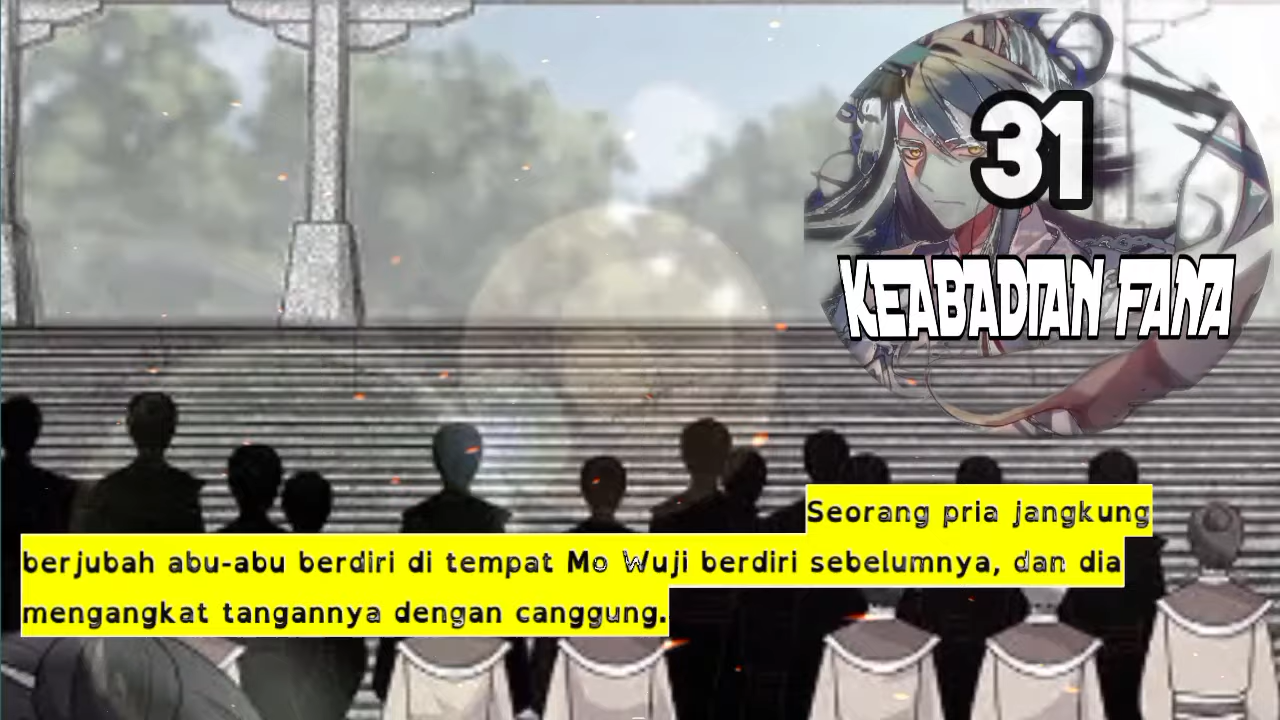 31
KEABADIAN FANA
Seorang pria jangkung
berjubah abu-abu berdiri di tempat Mo Wuji berdiri sebelumnya, dan dia
mengangkat tangannya dengan canggung.